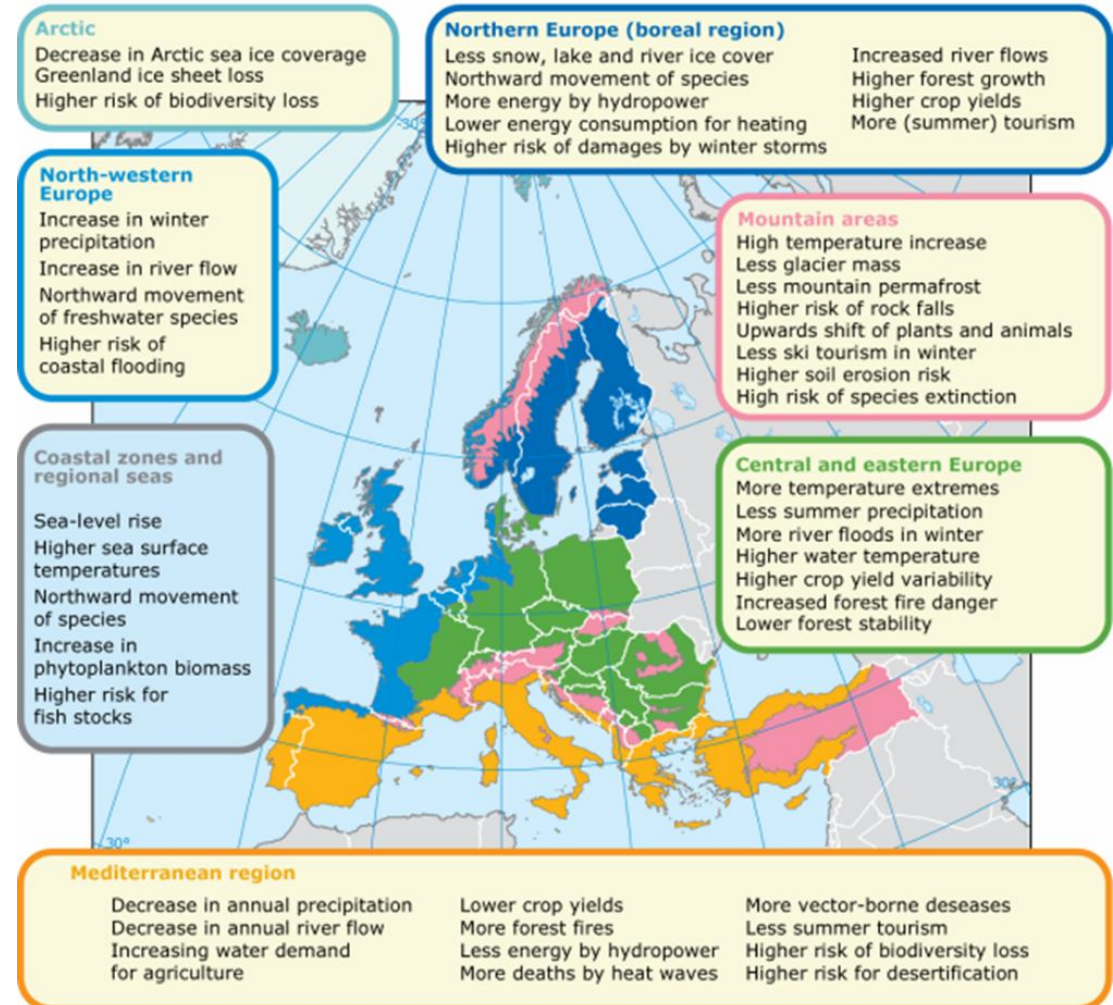 Arctic
Decrease in Arctic sea ice coverage
Greenland ice sheet loss
Higher risk of biodiversity loss
Northern Europe (boreal region)
Less snow, lake and river ice cover
Northward movement of species
More energy by hydropower
Lower energy consumption for heating
Higher risk of damages by winter storms
Increased river flows
Higher forest growth
Higher crop yields
More (summer) tourism
-30°
North-western
Europe
Increase in winter
precipitation
Increase in river flow
Northward movement
of freshwater species
Higher risk of
coastal flooding
Mountain areas
High temperature increase
Less glacier mass
Less mountain permafrost
Higher risk of rock falls
Upwards shift of plants and animals
Less ski tourism in winter
Higher soil erosion risk
High risk of species extinction
Coastal zones and
regional seas
Sea-level rise
Higher sea surface
temperatures
Northward movement
of species
Increase in
phytoplankton biomass
Higher risk for
fish stocks
Central and eastern Europe
More temperature extremes
Less summer precipitation
More river floods in winter
Higher water temperature
Higher crop yield variability
Increased forest fire danger
Lower forest stability
30°
30°
Mediterranean region
Decrease in annual precipitation
Decrease in annual river flow
Increasing water demand
for agriculture
Lower crop yields
More forest fires
Less energy by hydropower
More deaths by heat waves
More vector-borne deseases
Less summer tourism
Higher risk of biodiversity loss
Higher risk for desertification